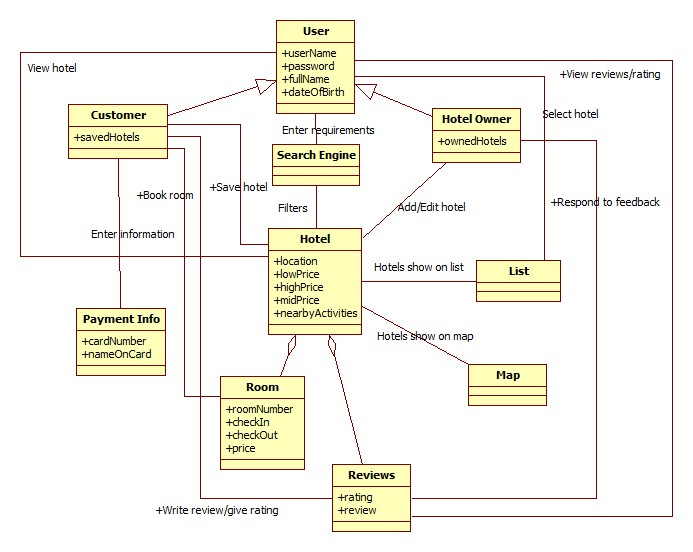 User
+userName
+password
+fullName
+dateOfBirth
View hotel
+View reviews/rating
Customer
+savedHotels
Hotel Owner
+ownedHotels
Select hotel
Enter requirements
Search Engine
+Book room
+Save hotel
+Respond to feedback
Filters
Add/Edit hotel
Enter information
Hotel
+location
+lowPrice
+highPrice
+midPrice
+nearbyActivities
Hotels show on list
List
Payment Info
+cardNumber
+nameOnCard
Hotels show on map
Map
Room
+roomNumber
+checkIn
+checkOut
+price
Reviews
+rating
+review
+Write review/give rating